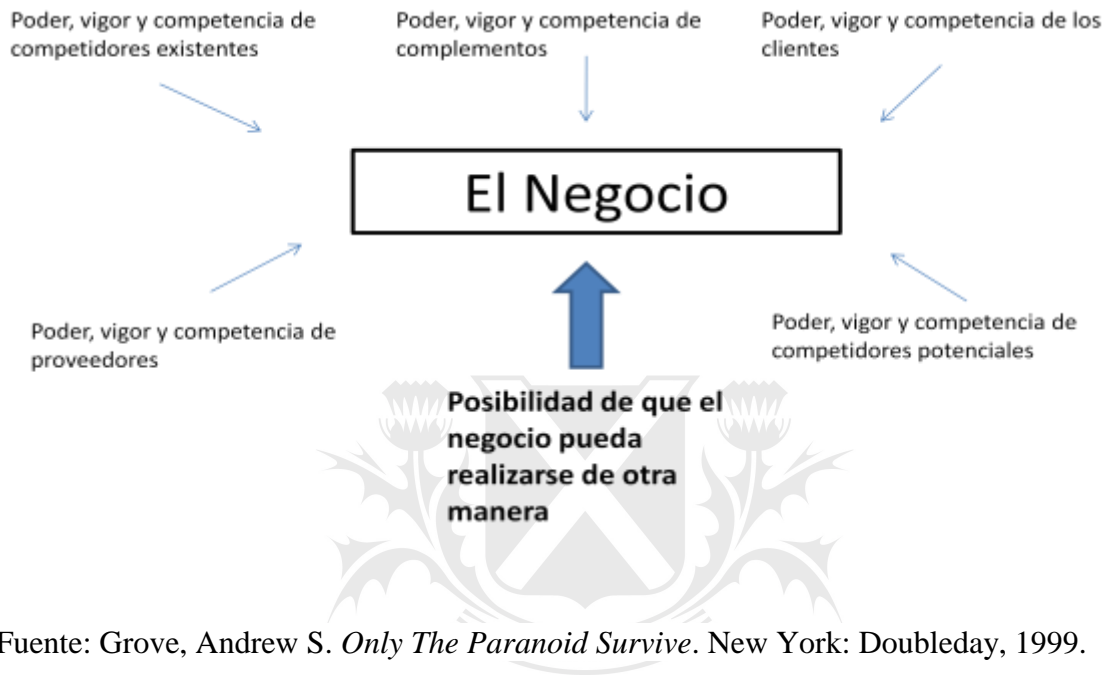 Poder, vigor y competencia de
competidores existentes
Poder, vigor y competencia de
complementos
Poder, vigor y competencia de los
clientes
El Negocio
Poder, vigor y competencia de
proveedores
Poder, vigor y competencia de
competidores potenciales
Posibilidad de que el
negocio pueda
realizarse de otra
manera
Fuente: Grove, Andrew S. Only The Paranoid Survive. New York: Doubleday, 1999.